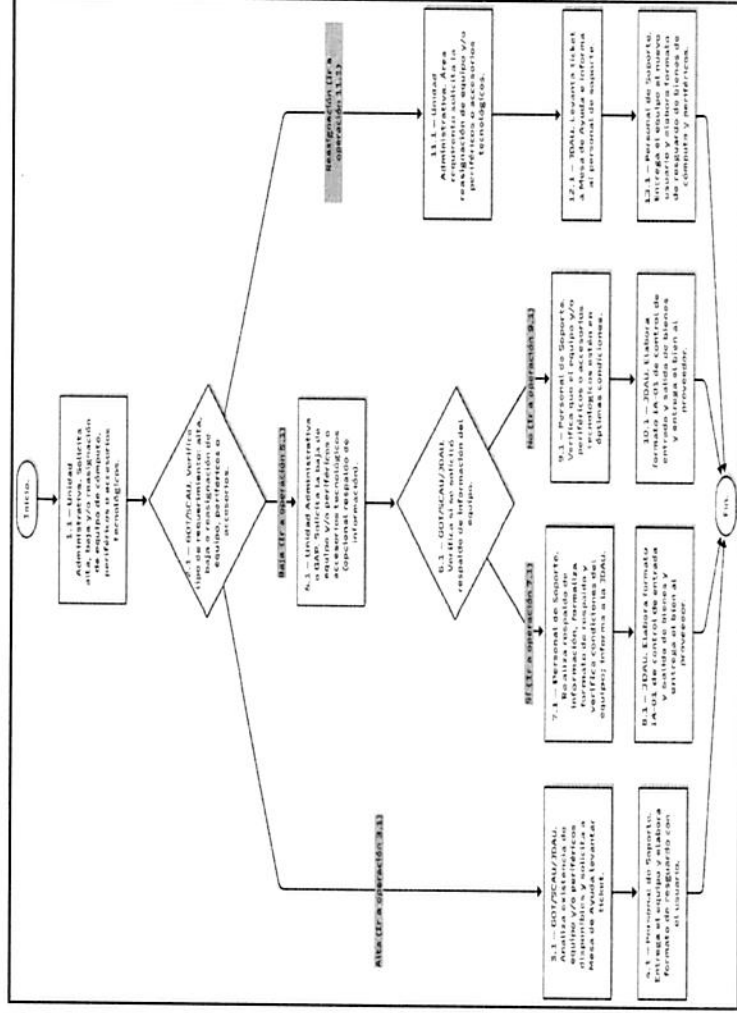 Inicio.
1.1 – Unidad
Administrativa. Solicita
alta, baja y/o reasignación
de equipo de cómputo,
periféricos o accesorios
tecnológicos.
2.1 – GOT/SCAU. Verifica
tipo de requerimiento: alta,
baja o reasignación de
equipo, periféricos o
accesorios.
Alta (Ir a operación 3.1)
Baja (Ir a operación 5.1)
Reasignación (Ir a
operación 11.1)
3.1 – GOT/SCAU/JDAU.
Analiza existencia de
equipo y/o periféricos
disponibles y solicita a
Mesa de Ayuda levantar
ticket.
4.1 – Personal de Soporte.
Entrega el equipo y elabora
formato de resguardo con
el usuario.
5.1 – Unidad Administrativa
o GAP. Solicita la baja de
equipo y/o periféricos o
accesorios tecnológicos
(opcional respaldo de
información).
6.1 – GOT/SCAU/JDAU.
Verifica si se solicitó
respaldo de información del
equipo.
Sí (Ir a operación 7.1)
No (Ir a operación 9.1)
7.1 – Personal de Soporte.
Realiza respaldo de
información, formaliza
formato de respaldo y
verifica condiciones del
equipo; informa a la JDAU.
8.1 – JDAU. Elabora formato
IA-01 de control de entrada
y salida de bienes y
entrega el bien al
proveedor
9.1 – Personal de Soporte.
Verifica que el equipo y/o
periféricos o accesorios
tecnológicos estén en
óptimas condiciones.
10.1 – JDAU. Elabora
formato IA-01 de control de
entrada y salida de bienes
y entrega el bien al
proveedor.
11.1 – Unidad
Administrativa. Área
requirente solicita la
reasignación de equipo y/o
periféricos o accesorios
tecnológicos.
12.1 – JDAU. Levanta ticket
a Mesa de Ayuda e informa
al personal de soporte.
13.1 – Personal de Soporte.
Entrega el equipo al nuevo
usuario y elabora formato
de resguardo de bienes de
cómputo y periféricos.
Fin.